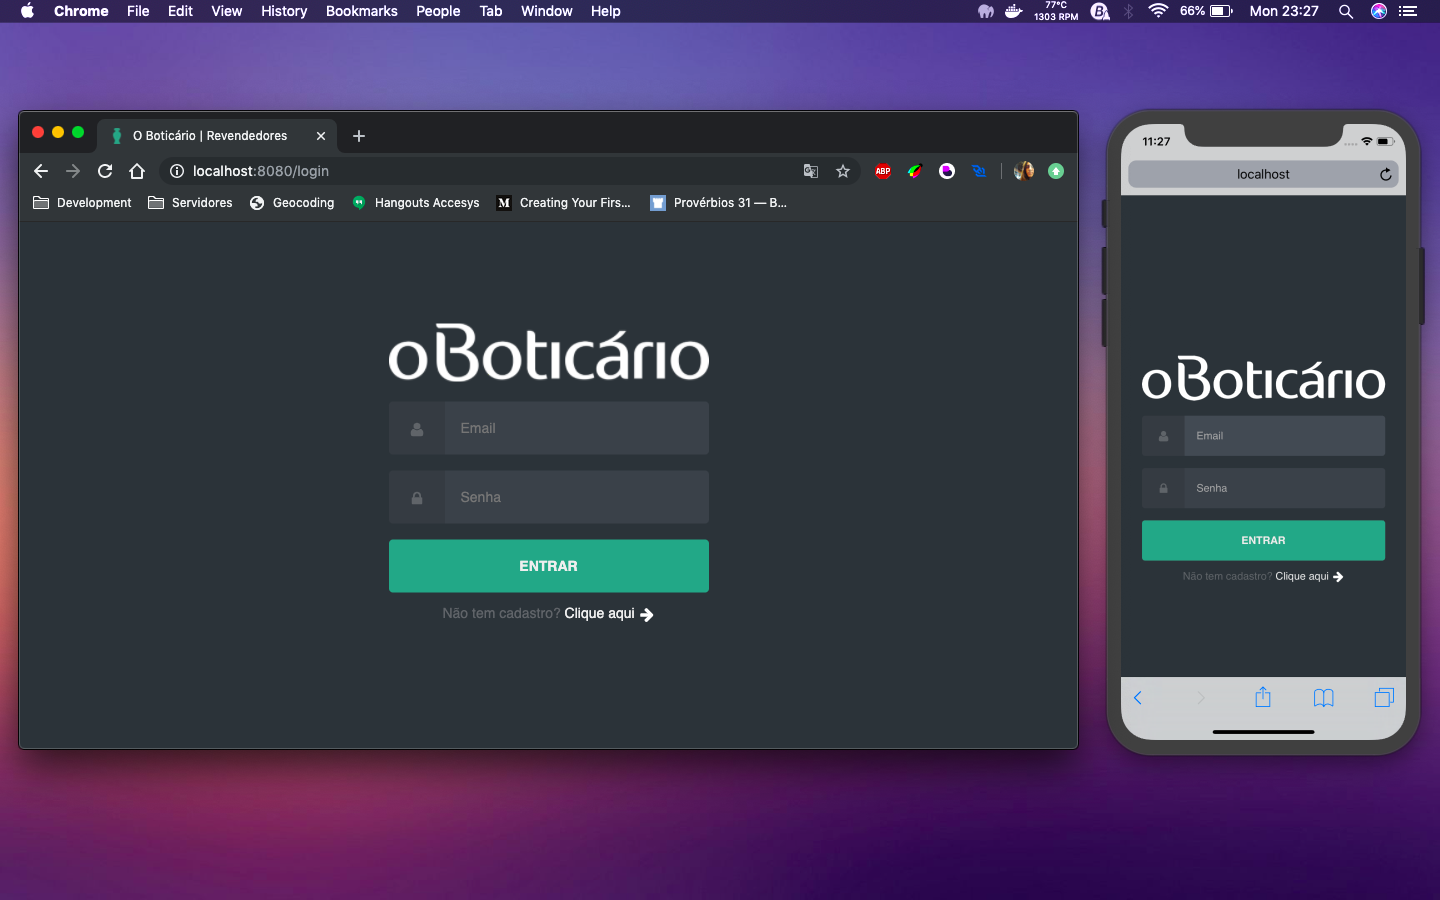 Chrome File Edit View History Bookmarks People Tab Window Help
77°C
1303 RPM
66%
Mon 23:27
O Boticário | Revendedores
localhost:8080/login
ABP
Development
Servidores
Geocoding
Hangouts Accesys
M
Creating Your Firs...
Provérbios 31 — B...
oBoticário
Email
Senha
ENTRAR
Não tem cadastro? Clique aqui
11:27
localhost
oBoticário
Email
Senha
ENTRAR
Não tem cadastro? Clique aqui